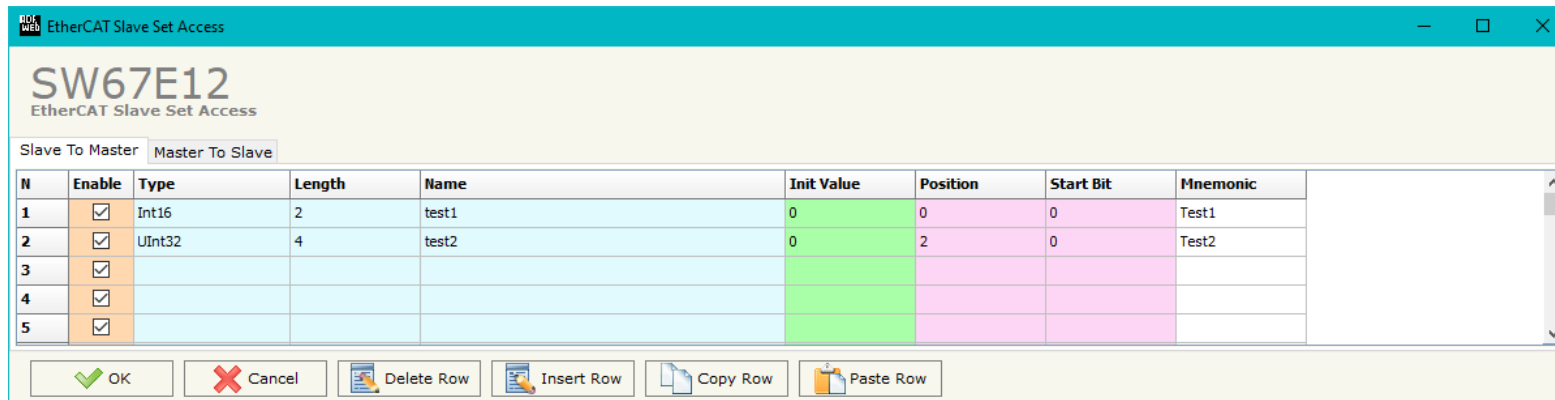 ADF WEB EtherCAT Slave Set Access
SW67E12
EtherCAT Slave Set Access
Slave To Master Master To Slave
N Enable Type Length Name Init Value Position Start Bit Mnemonic
1 Int16 2 test1 0 0 0 Test1
2 UInt32 4 test2 0 2 0 Test2
3
4
5
OK Cancel Delete Row Insert Row Copy Row Paste Row